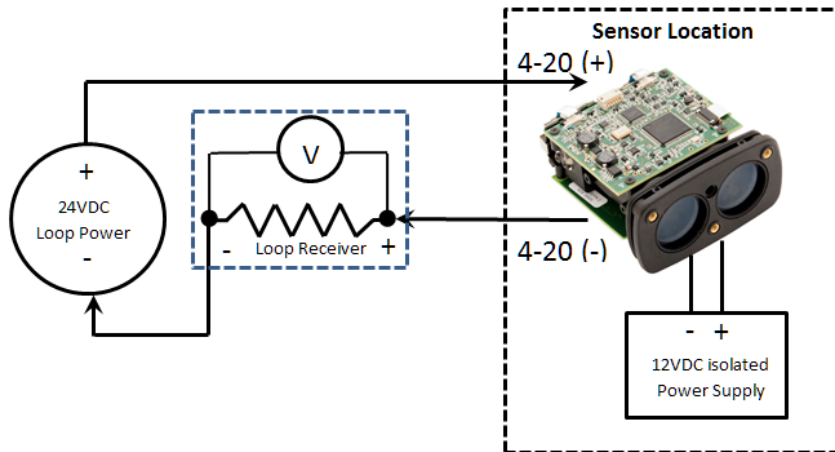 Sensor Location
4-20 (+)
V
+
24VDC
Loop Power
-
- Loop Receiver +
4-20 (-)
- +
12VDC isolated
Power Supply